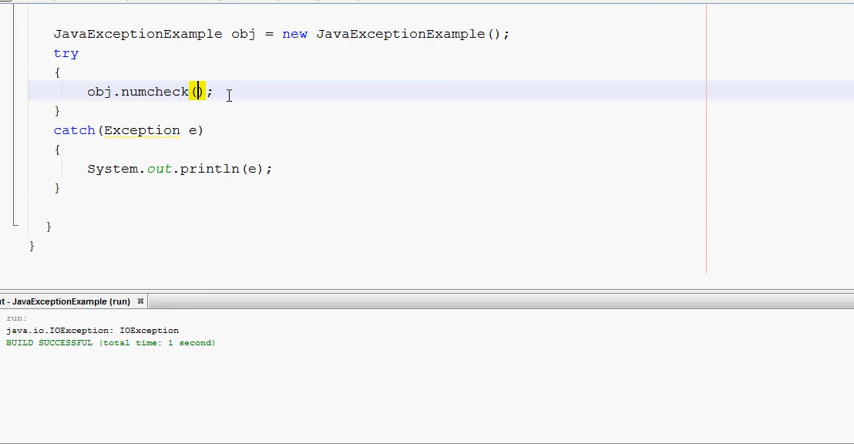 JavaExceptionExample obj = new JavaExceptionExample();
try
{
obj.numcheck();
}
catch(Exception e)
{
System.out.println(e);
}
}
}
ut - JavaExceptionExample (run)
run:
java.io.IOException: IOException
BUILD SUCCESSFUL (total time: 1 second)